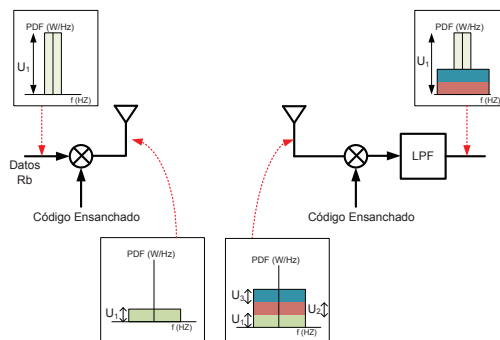 PDF (W/Hz)
U1
f (HZ)
PDF (W/Hz)
U1
f (HZ)
Datos
Rb
LPF
Código Ensanchado
Código Ensanchado
PDF (W/Hz)
U1
f (HZ)
PDF (W/Hz)
U3
U2
U1
f (HZ)